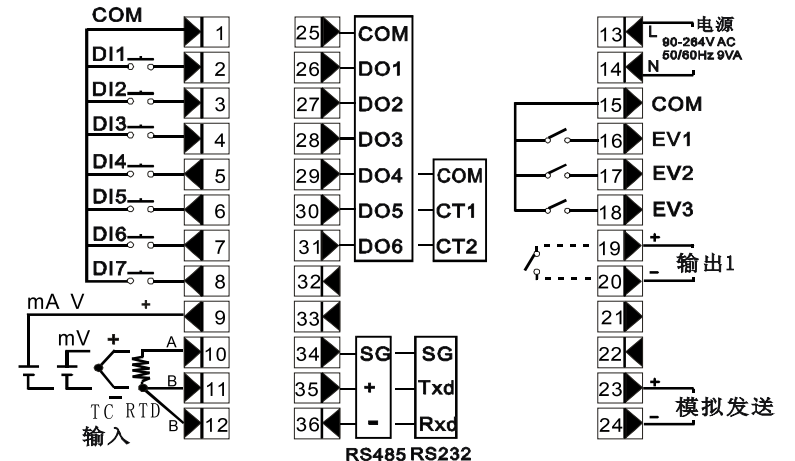 COM 1
DI1 2
DI2 3
DI3 4
DI4 5
DI5 6
DI6 7
DI7 8
mA V + 9
mV + A 10
B 11
− TC RTD B 12
输入
25 COM
26 DO1
27 DO2
28 DO3
29 DO4 COM
30 DO5 CT1
31 DO6 CT2
32
33
34 SG SG
35 + Txd
36 - Rxd
RS485 RS232
13 L 电源
90-264V AC
50/60Hz 9VA
14 N
15 COM
16 EV1
17 EV2
18 EV3
19 +
输出1
20 −
21
22
23 +
模拟发送
24 −